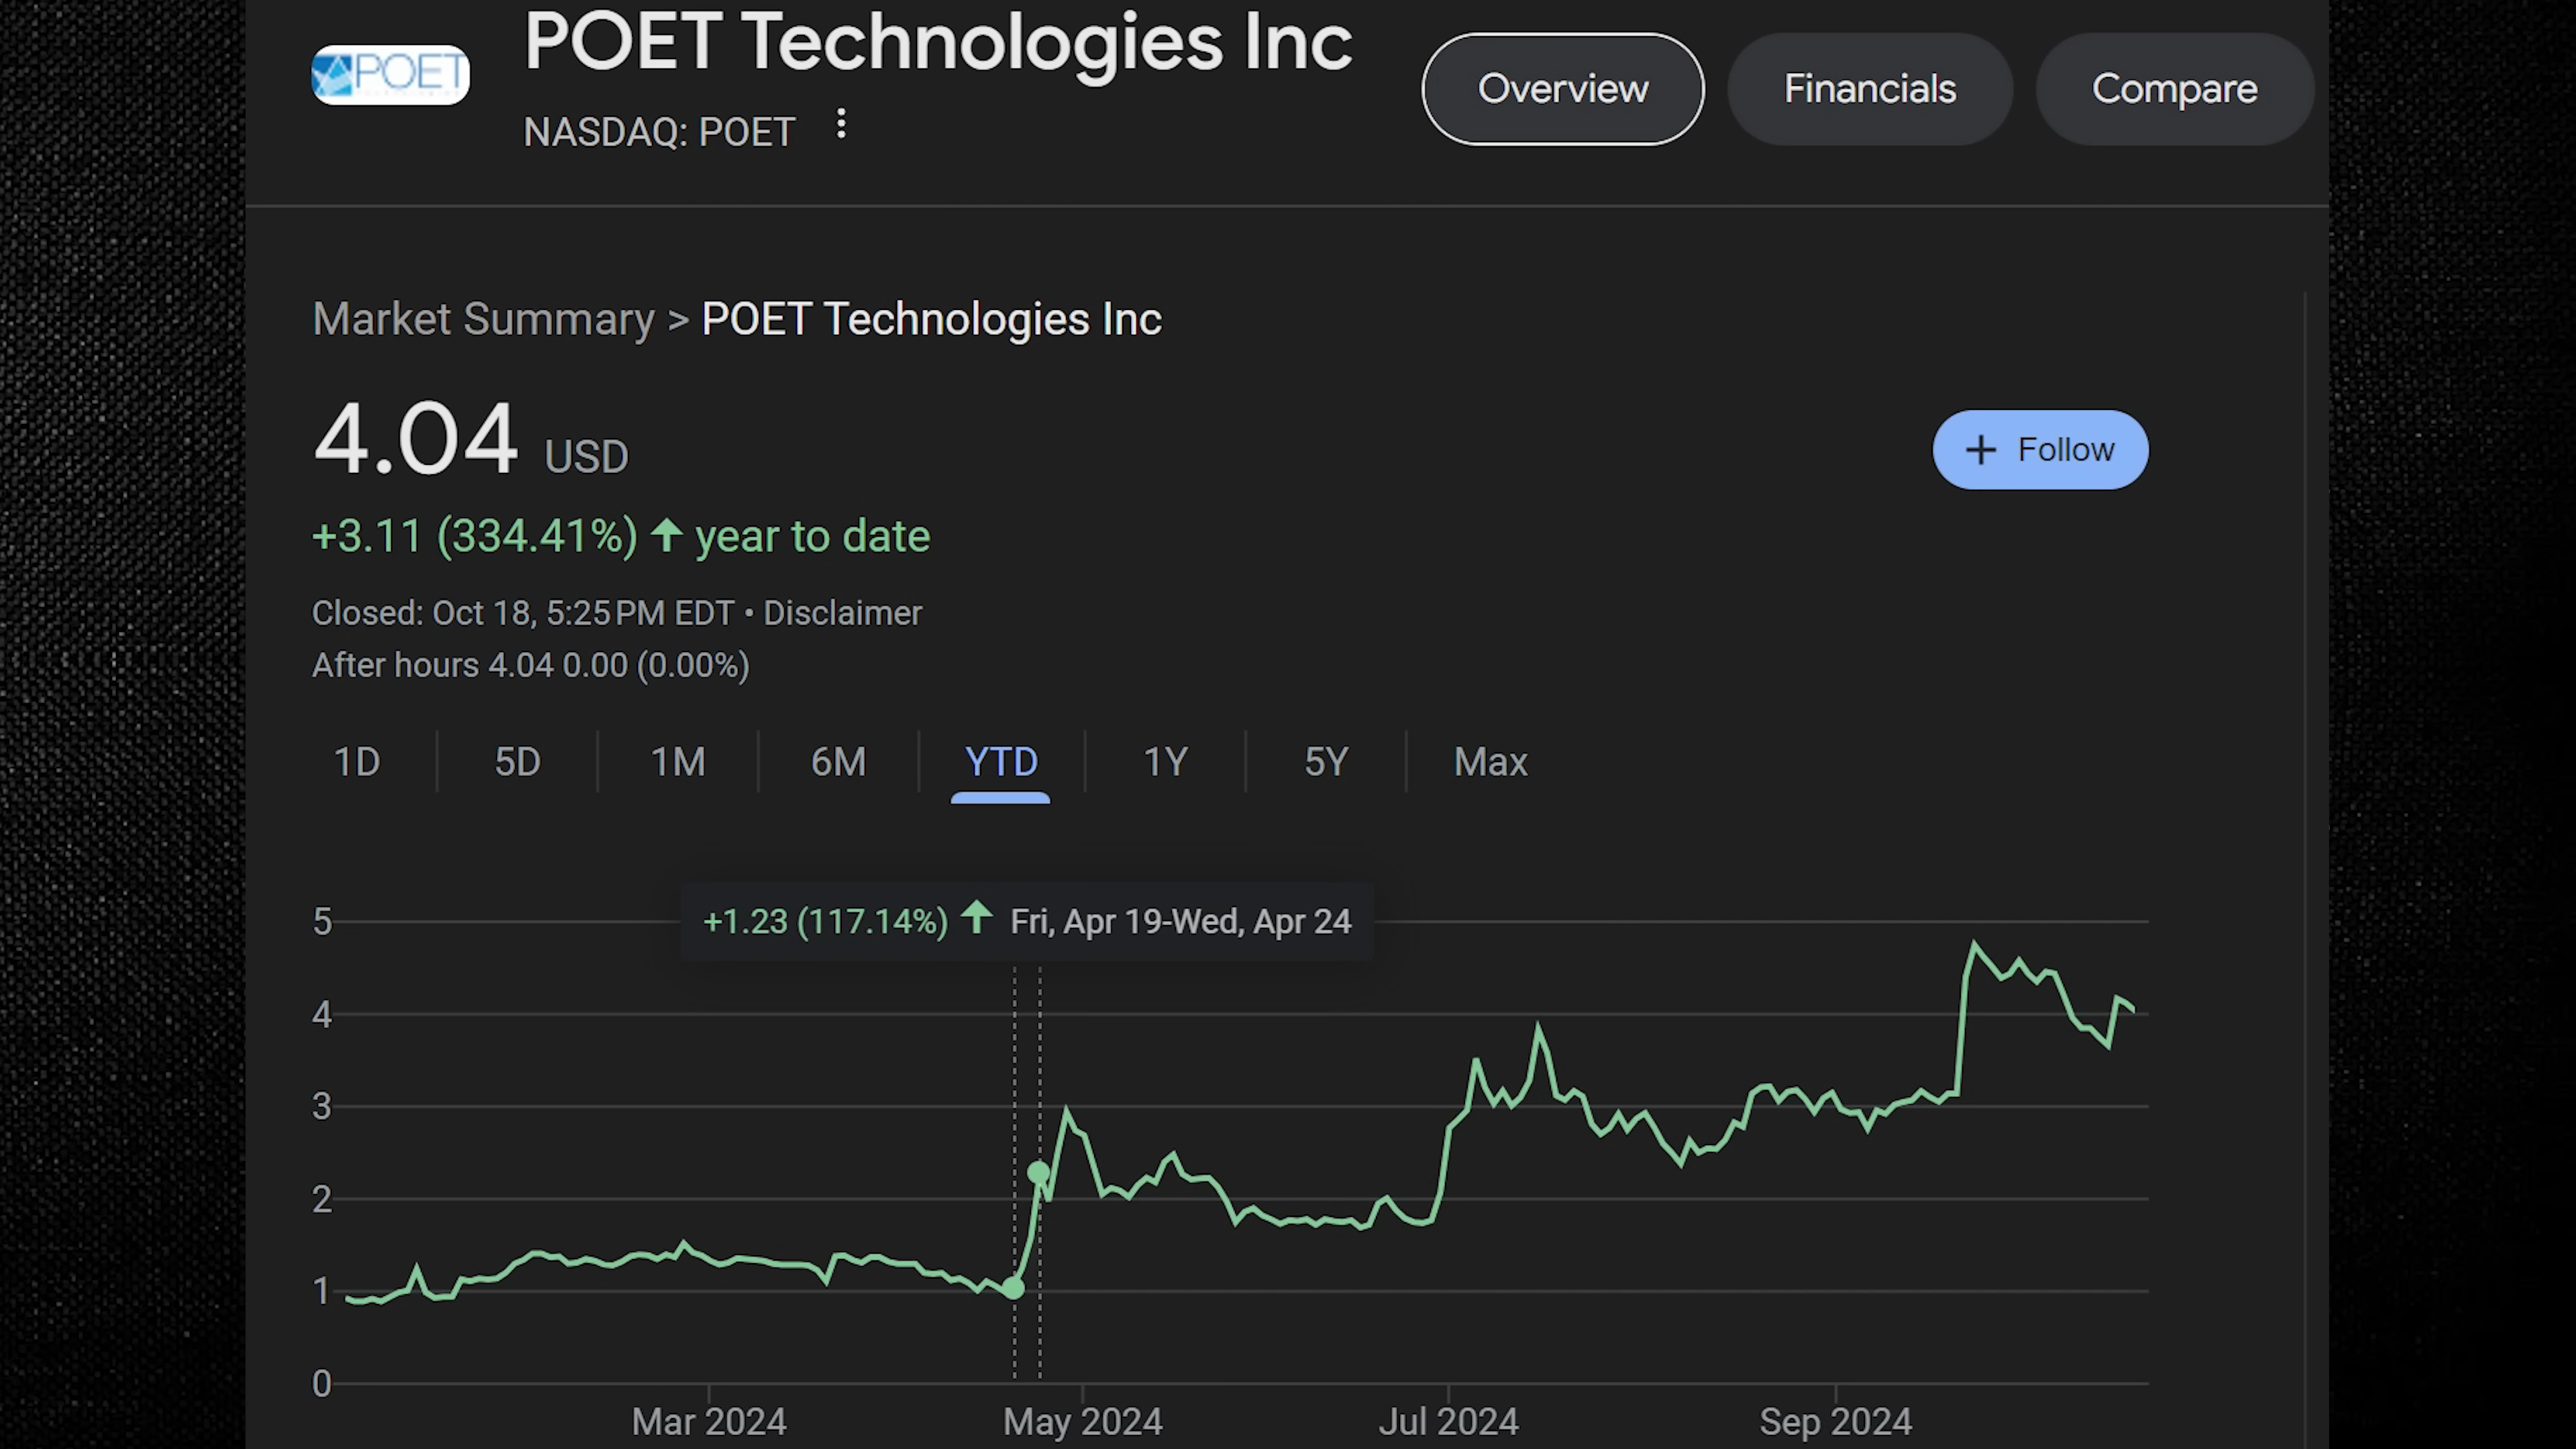 POET
POET Technologies Inc
NASDAQ: POET
Overview
Financials
Compare
Market Summary > POET Technologies Inc
4.04 USD
+ Follow
+3.11 (334.41%) ↑ year to date
Closed: Oct 18, 5:25 PM EDT • Disclaimer
After hours 4.04 0.00 (0.00%)
1D
5D
1M
6M
YTD
1Y
5Y
Max
+1.23 (117.14%) ↑ Fri, Apr 19-Wed, Apr 24
5
4
3
2
1
0
Mar 2024
May 2024
Jul 2024
Sep 2024